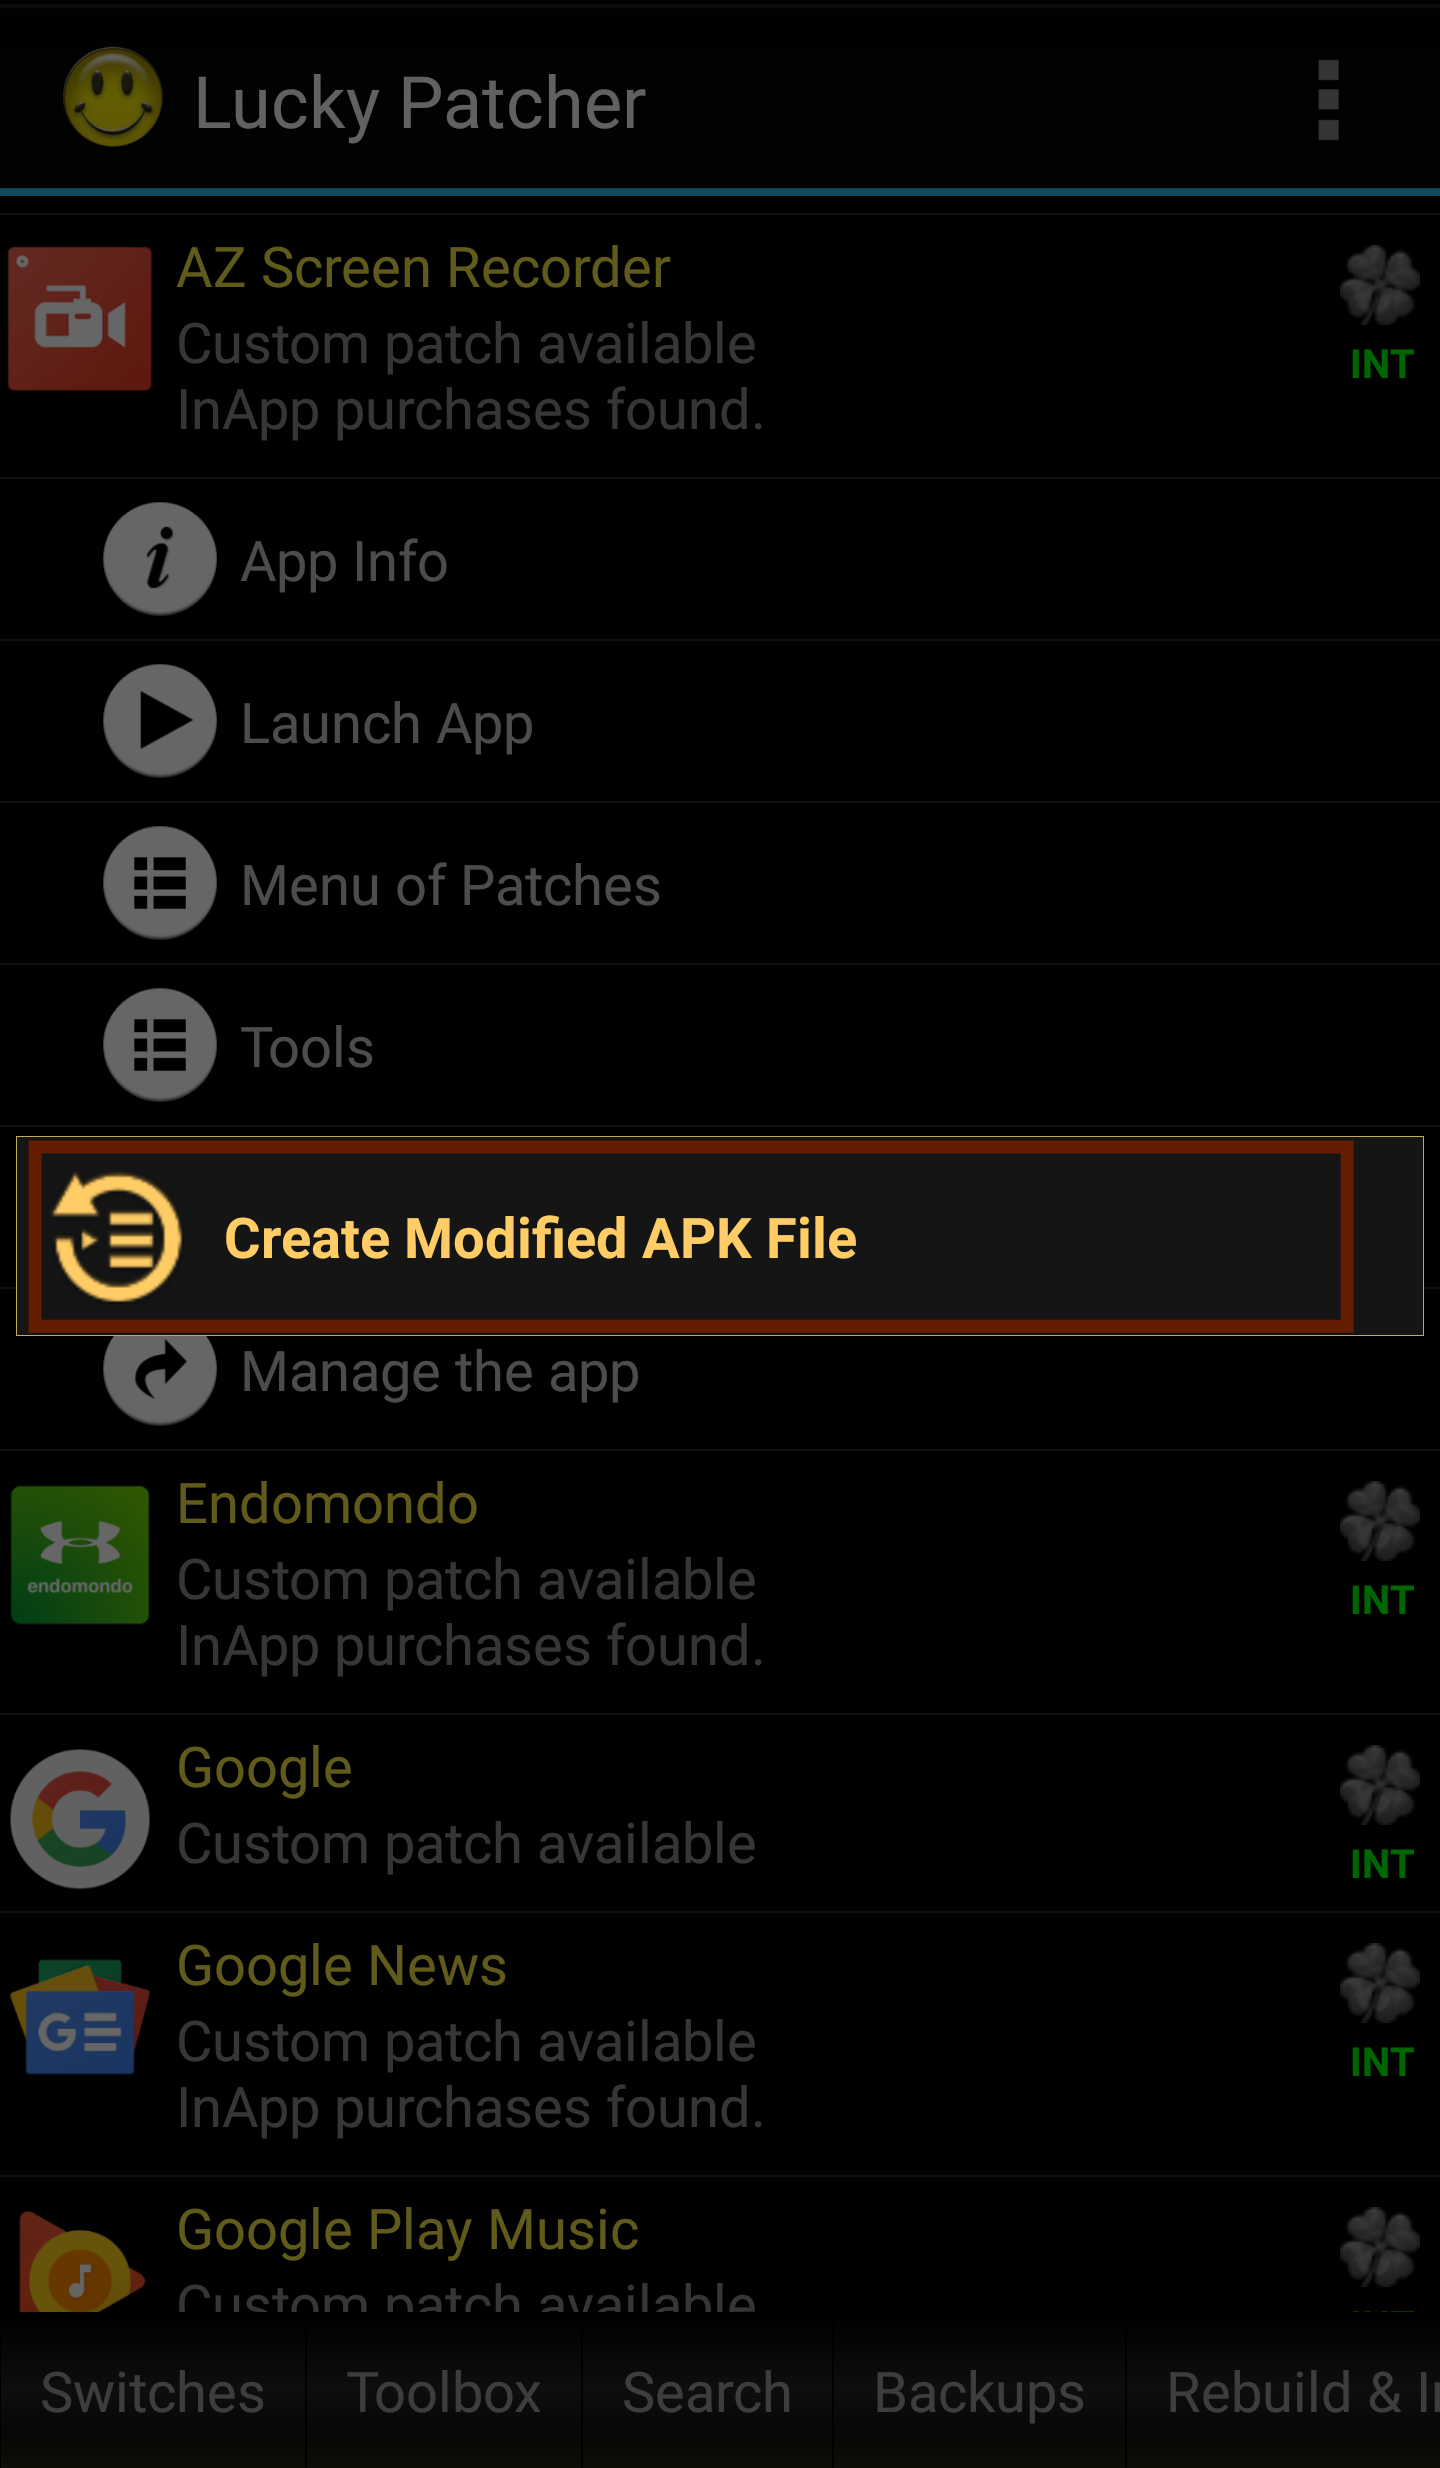 Lucky Patcher
AZ Screen Recorder
Custom patch available
InApp purchases found.
INT
App Info
Launch App
Menu of Patches
Tools
Create Modified APK File
Manage the app
Endomondo
Custom patch available
InApp purchases found.
INT
endomondo
Google
Custom patch available
INT
Google News
Custom patch available
InApp purchases found.
INT
Google Play Music
Custom patch available
Switches
Toolbox
Search
Backups
Rebuild &